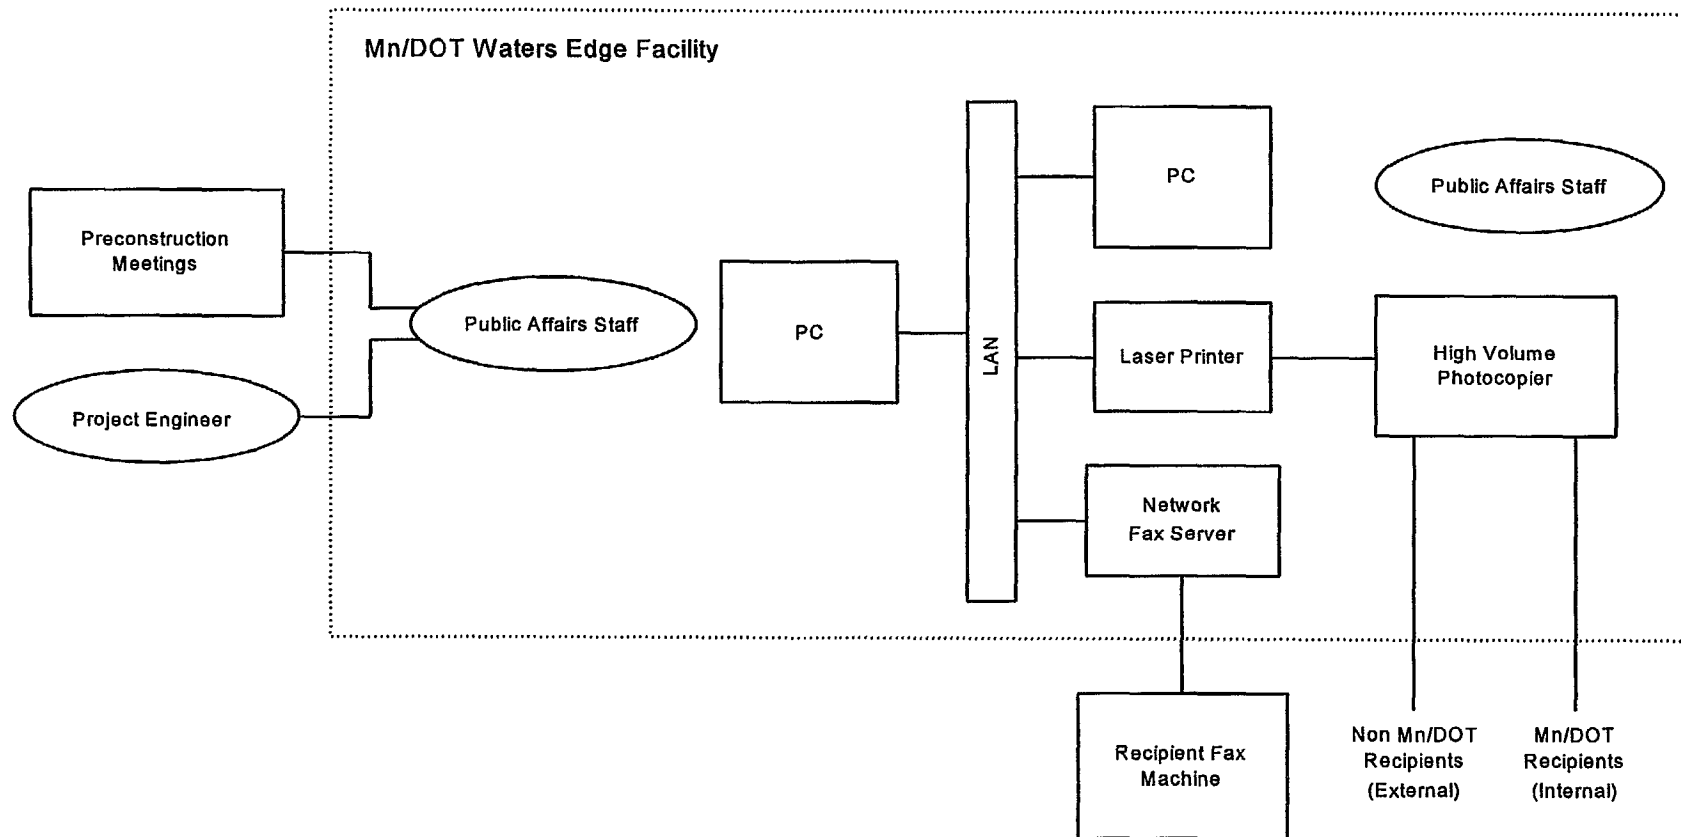 Mn/DOT Waters Edge Facility
Preconstruction
Meetings
Project Engineer
Public Affairs Staff
PC
LAN
PC
Public Affairs Staff
Laser Printer
High Volume
Photocopier
Network
Fax Server
Recipient Fax
Machine
Non Mn/DOT
Recipients
(External)
Mn/DOT
Recipients
(Internal)